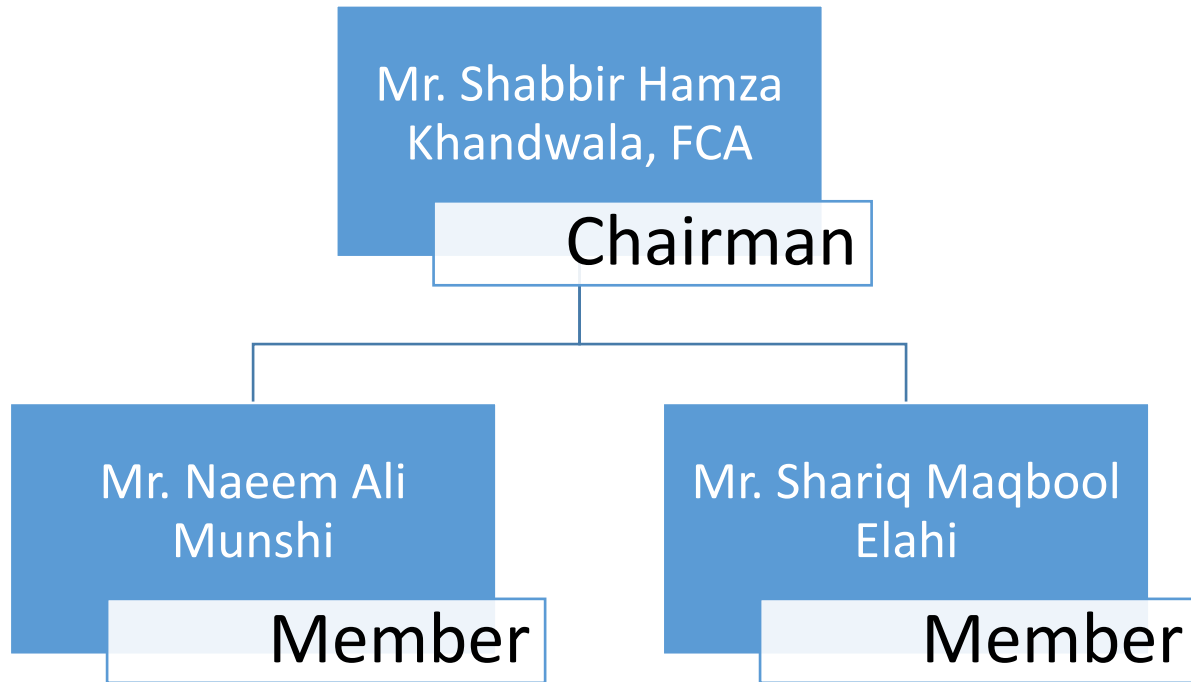 Mr. Shabbir Hamza
Khandwala, FCA
Chairman
Mr. Naeem Ali
Munshi
Member
Mr. Shariq Maqbool
Elahi
Member